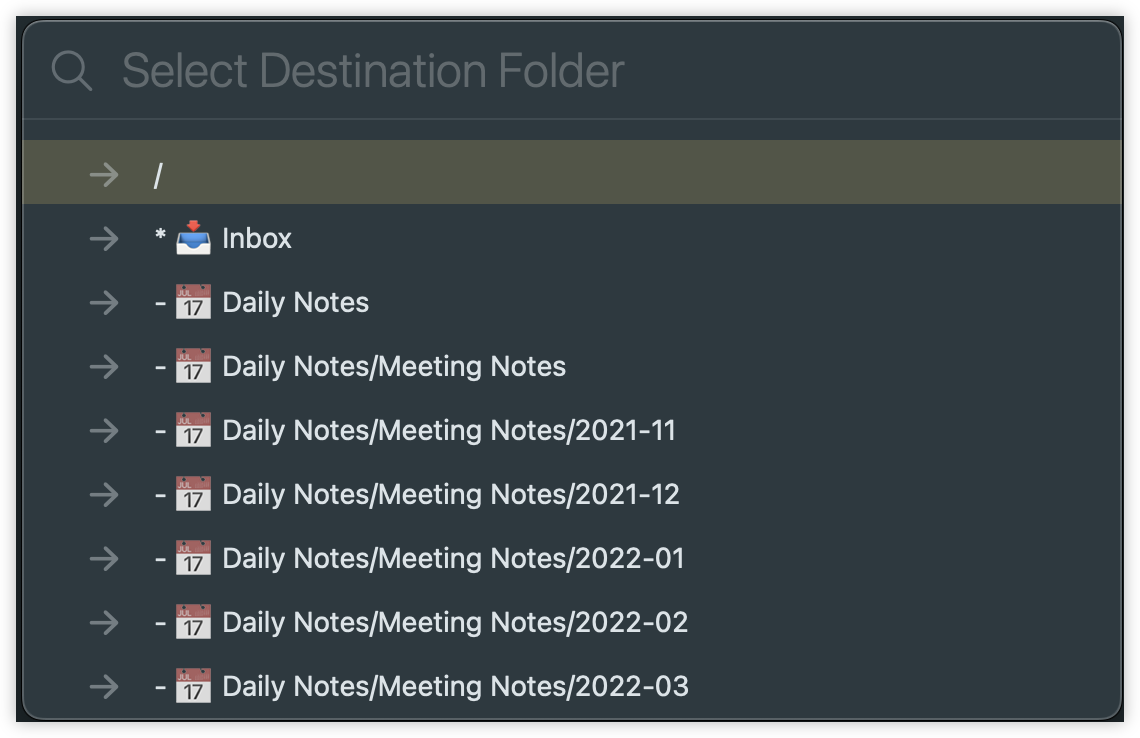 Select Destination Folder
/
* 📥 Inbox
- 📅 Daily Notes
- 📅 Daily Notes/Meeting Notes
- 📅 Daily Notes/Meeting Notes/2021-11
- 📅 Daily Notes/Meeting Notes/2021-12
- 📅 Daily Notes/Meeting Notes/2022-01
- 📅 Daily Notes/Meeting Notes/2022-02
- 📅 Daily Notes/Meeting Notes/2022-03